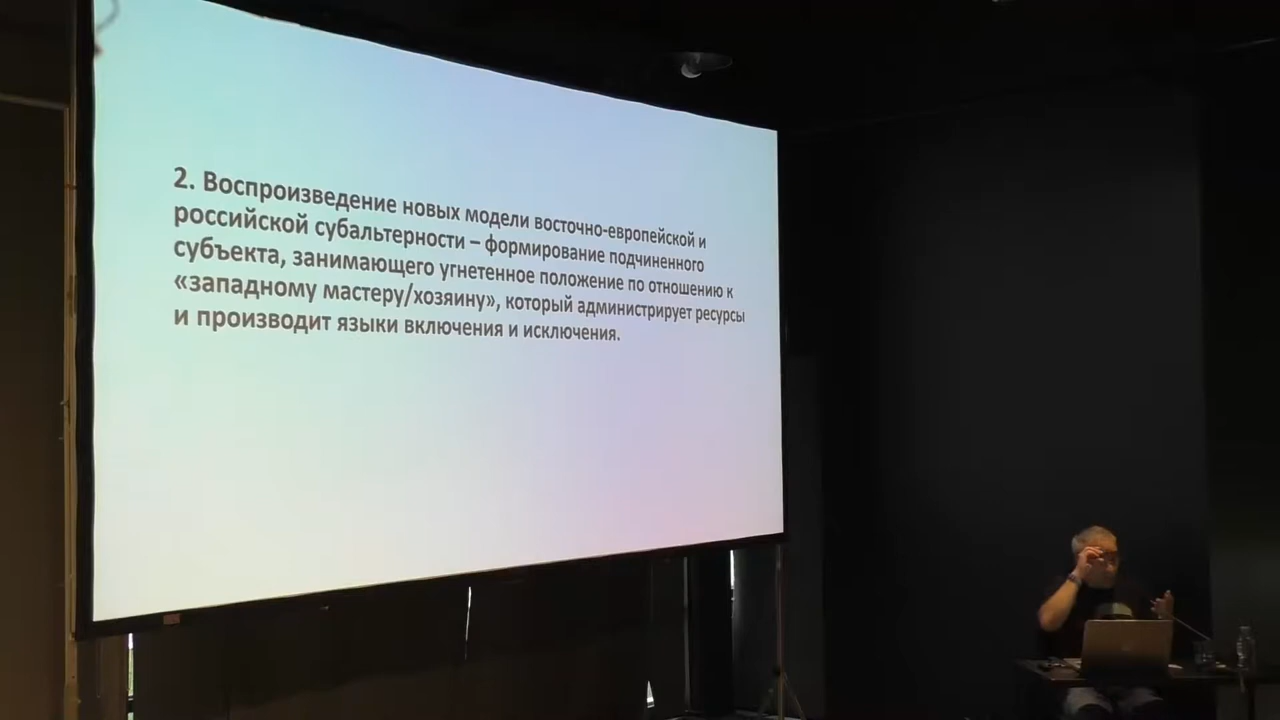 2. Воспроизведение новых модели восточно-европейской и
российской субальтерности – формирование подчиненного
субъекта, занимающего угнетенное положение по отношению к
«западному мастеру/хозяину», который администрирует ресурсы
и производит языки включения и исключения.